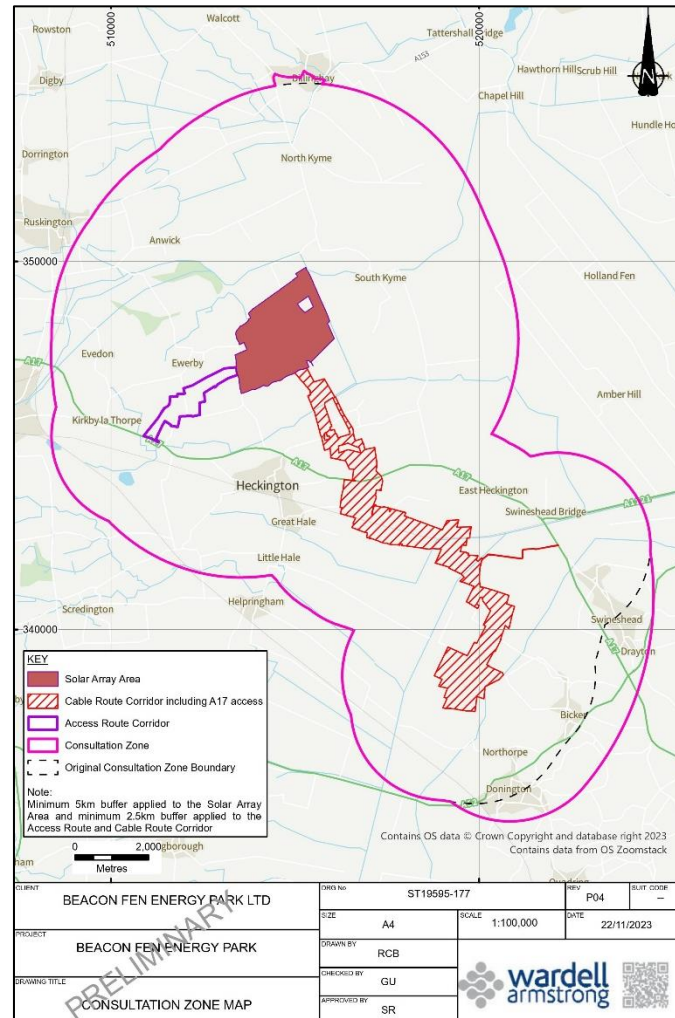 510000
520000
Rowston
Walcott
Tattershall Bridge
A153
Digby
Billinghay
Hawthorn Hill
Scrub Hill
N
Chapel Hill
Hundle Ho
Dorrington
North Kyme
Ruskington
Anwick
350000
South Kyme
Holland Fen
Evedon
Ewerby
A17
Amber Hill
Kirkby la Thorpe
A17
A17
A17
Heckington
East Heckington
Great Hale
Swineshead Bridge
Little Hale
Helpringham
Scredington
Swineshead
340000
Drayton
Bicker
Northorpe
Donington
KEY
Solar Array Area
Cable Route Corridor including A17 access
Access Route Corridor
Consultation Zone
Original Consultation Zone Boundary
Note:
Minimum 5km buffer applied to the Solar Array
Area and minimum 2.5km buffer applied to the
Access Route and Cable Route Corridor
0 2,000
Metres
Contains OS data © Crown Copyright and database right 2023
Contains data from OS Zoomstack
CLIENT
BEACON FEN ENERGY PARK LTD
PROJECT
BEACON FEN ENERGY PARK
DRAWING TITLE
CONSULTATION ZONE MAP
PRELIMINARY
DRG No
ST19595-177
REV
P04
SUIT CODE
–
SIZE
A4
SCALE
1:100,000
DATE
22/11/2023
DRAWN BY
RCB
CHECKED BY
GU
APPROVED BY
SR
wardell
armstrong